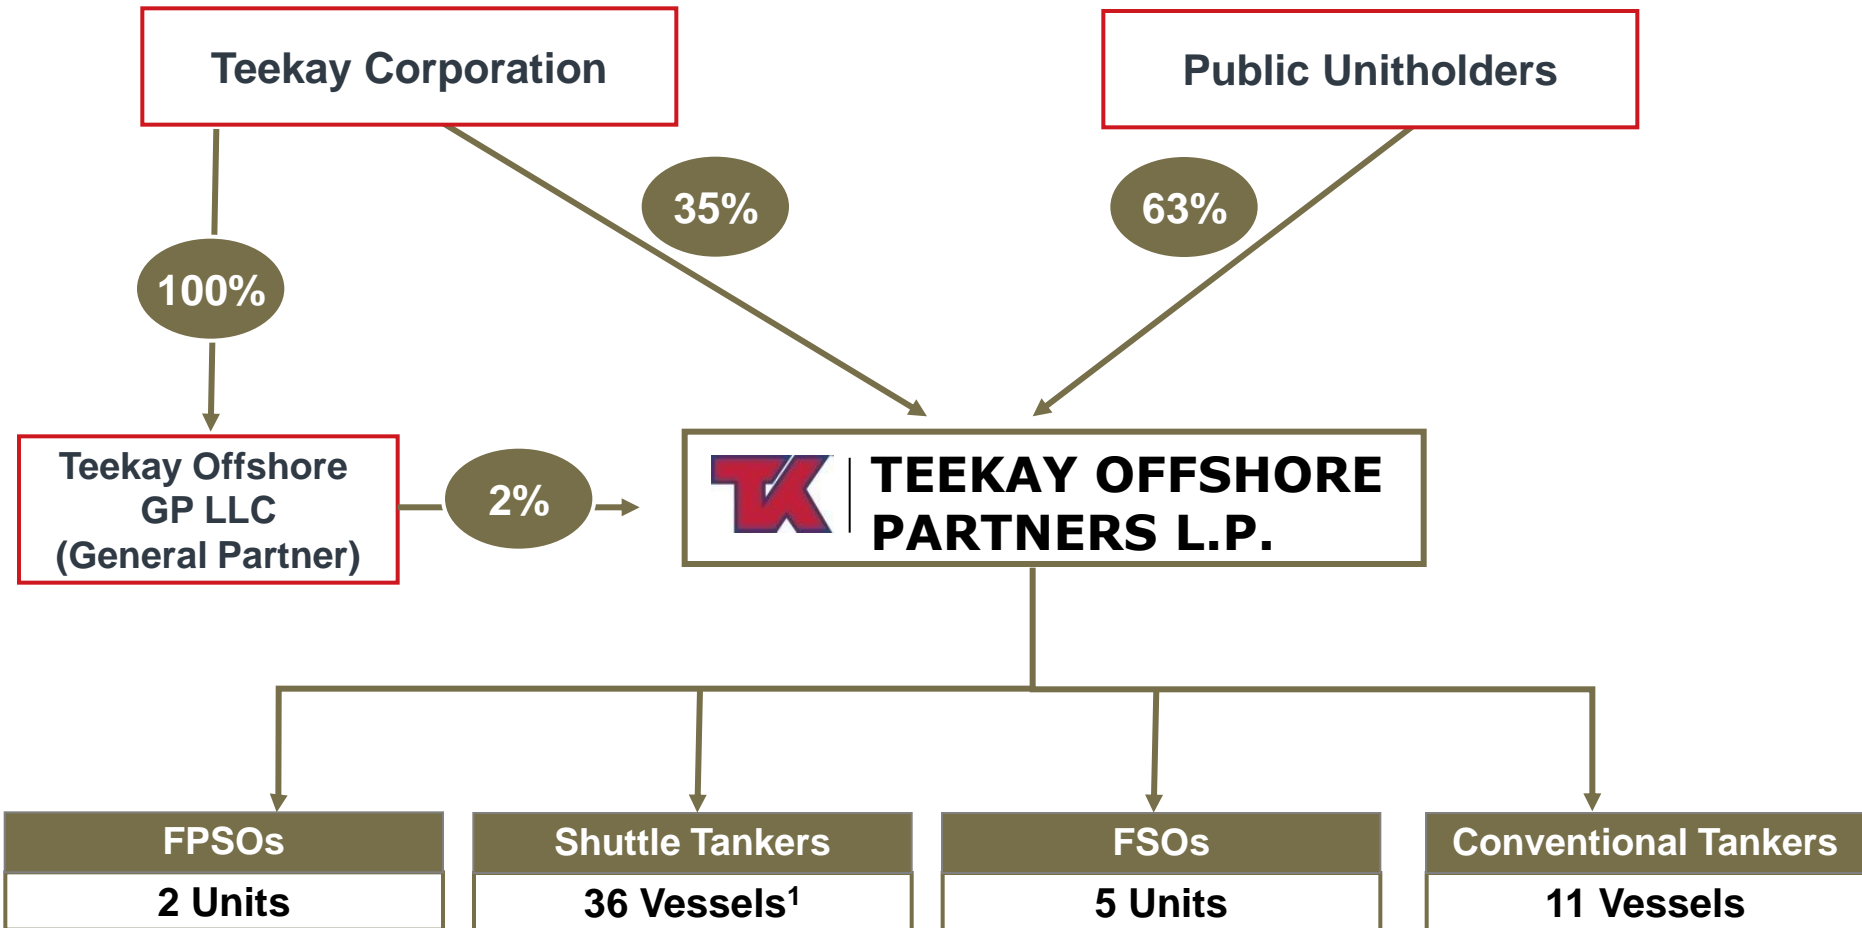 Teekay Corporation
Public Unitholders
35%
63%
100%
Teekay Offshore
GP LLC
(General Partner)
2%
TK
TEEKAY OFFSHORE
PARTNERS L.P.
FPSOs
Shuttle Tankers
FSOs
Conventional Tankers
2 Units
36 Vessels¹
5 Units
11 Vessels